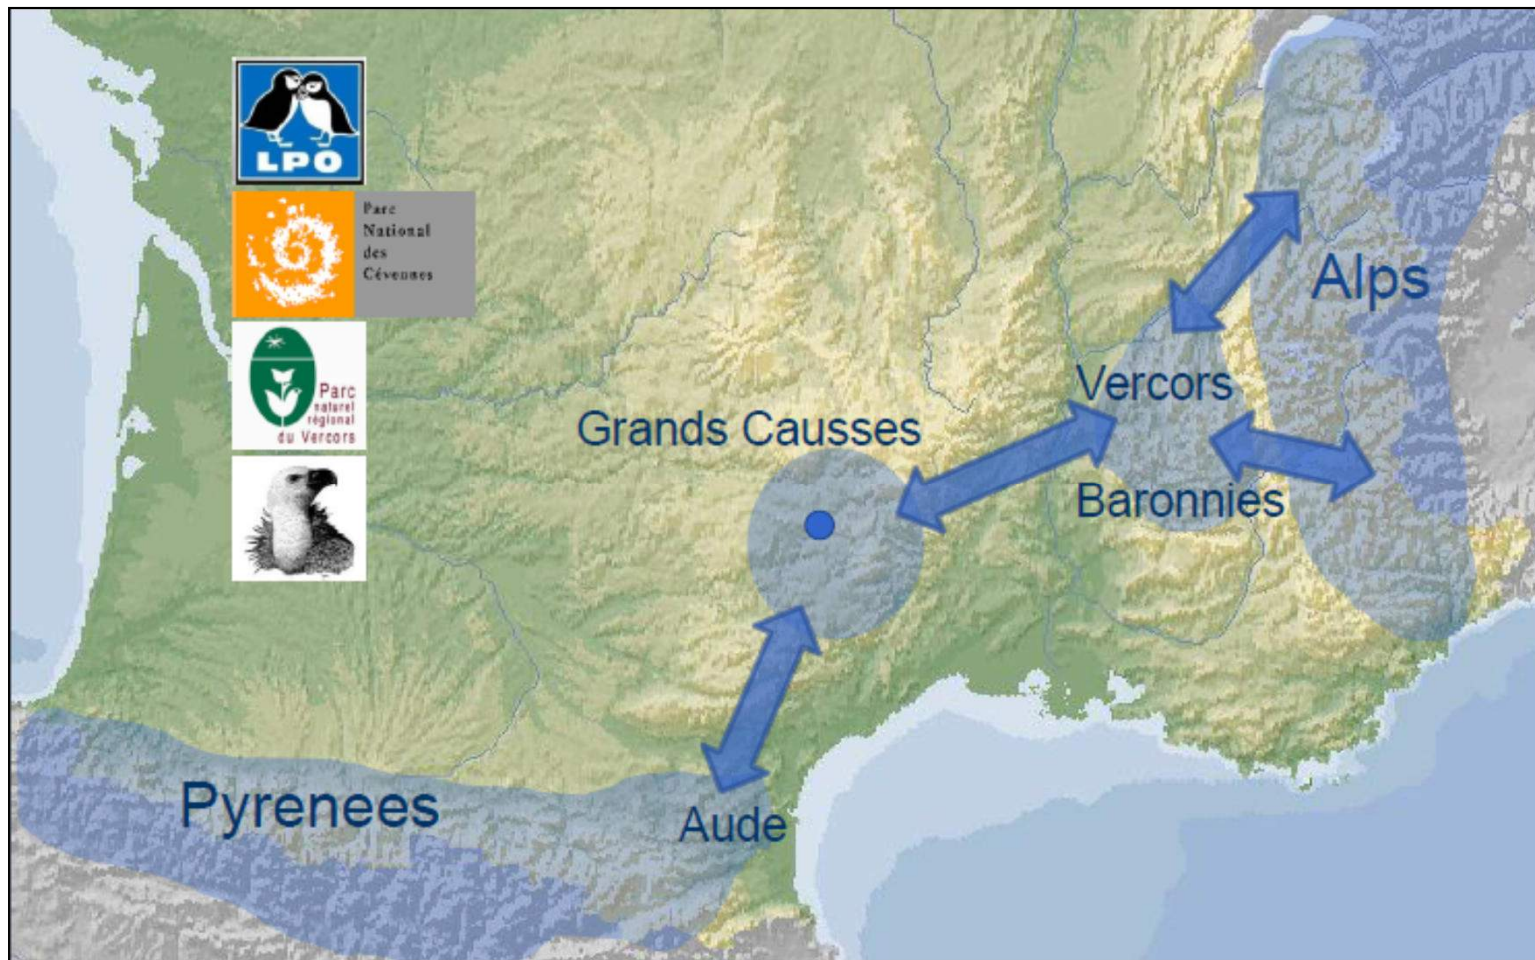 LPO
Parc
National
des
Cévennes
Parc
naturel
régional
du Vercors
Alps
Vercors
Grands Causses
Baronnies
Pyrenees
Aude